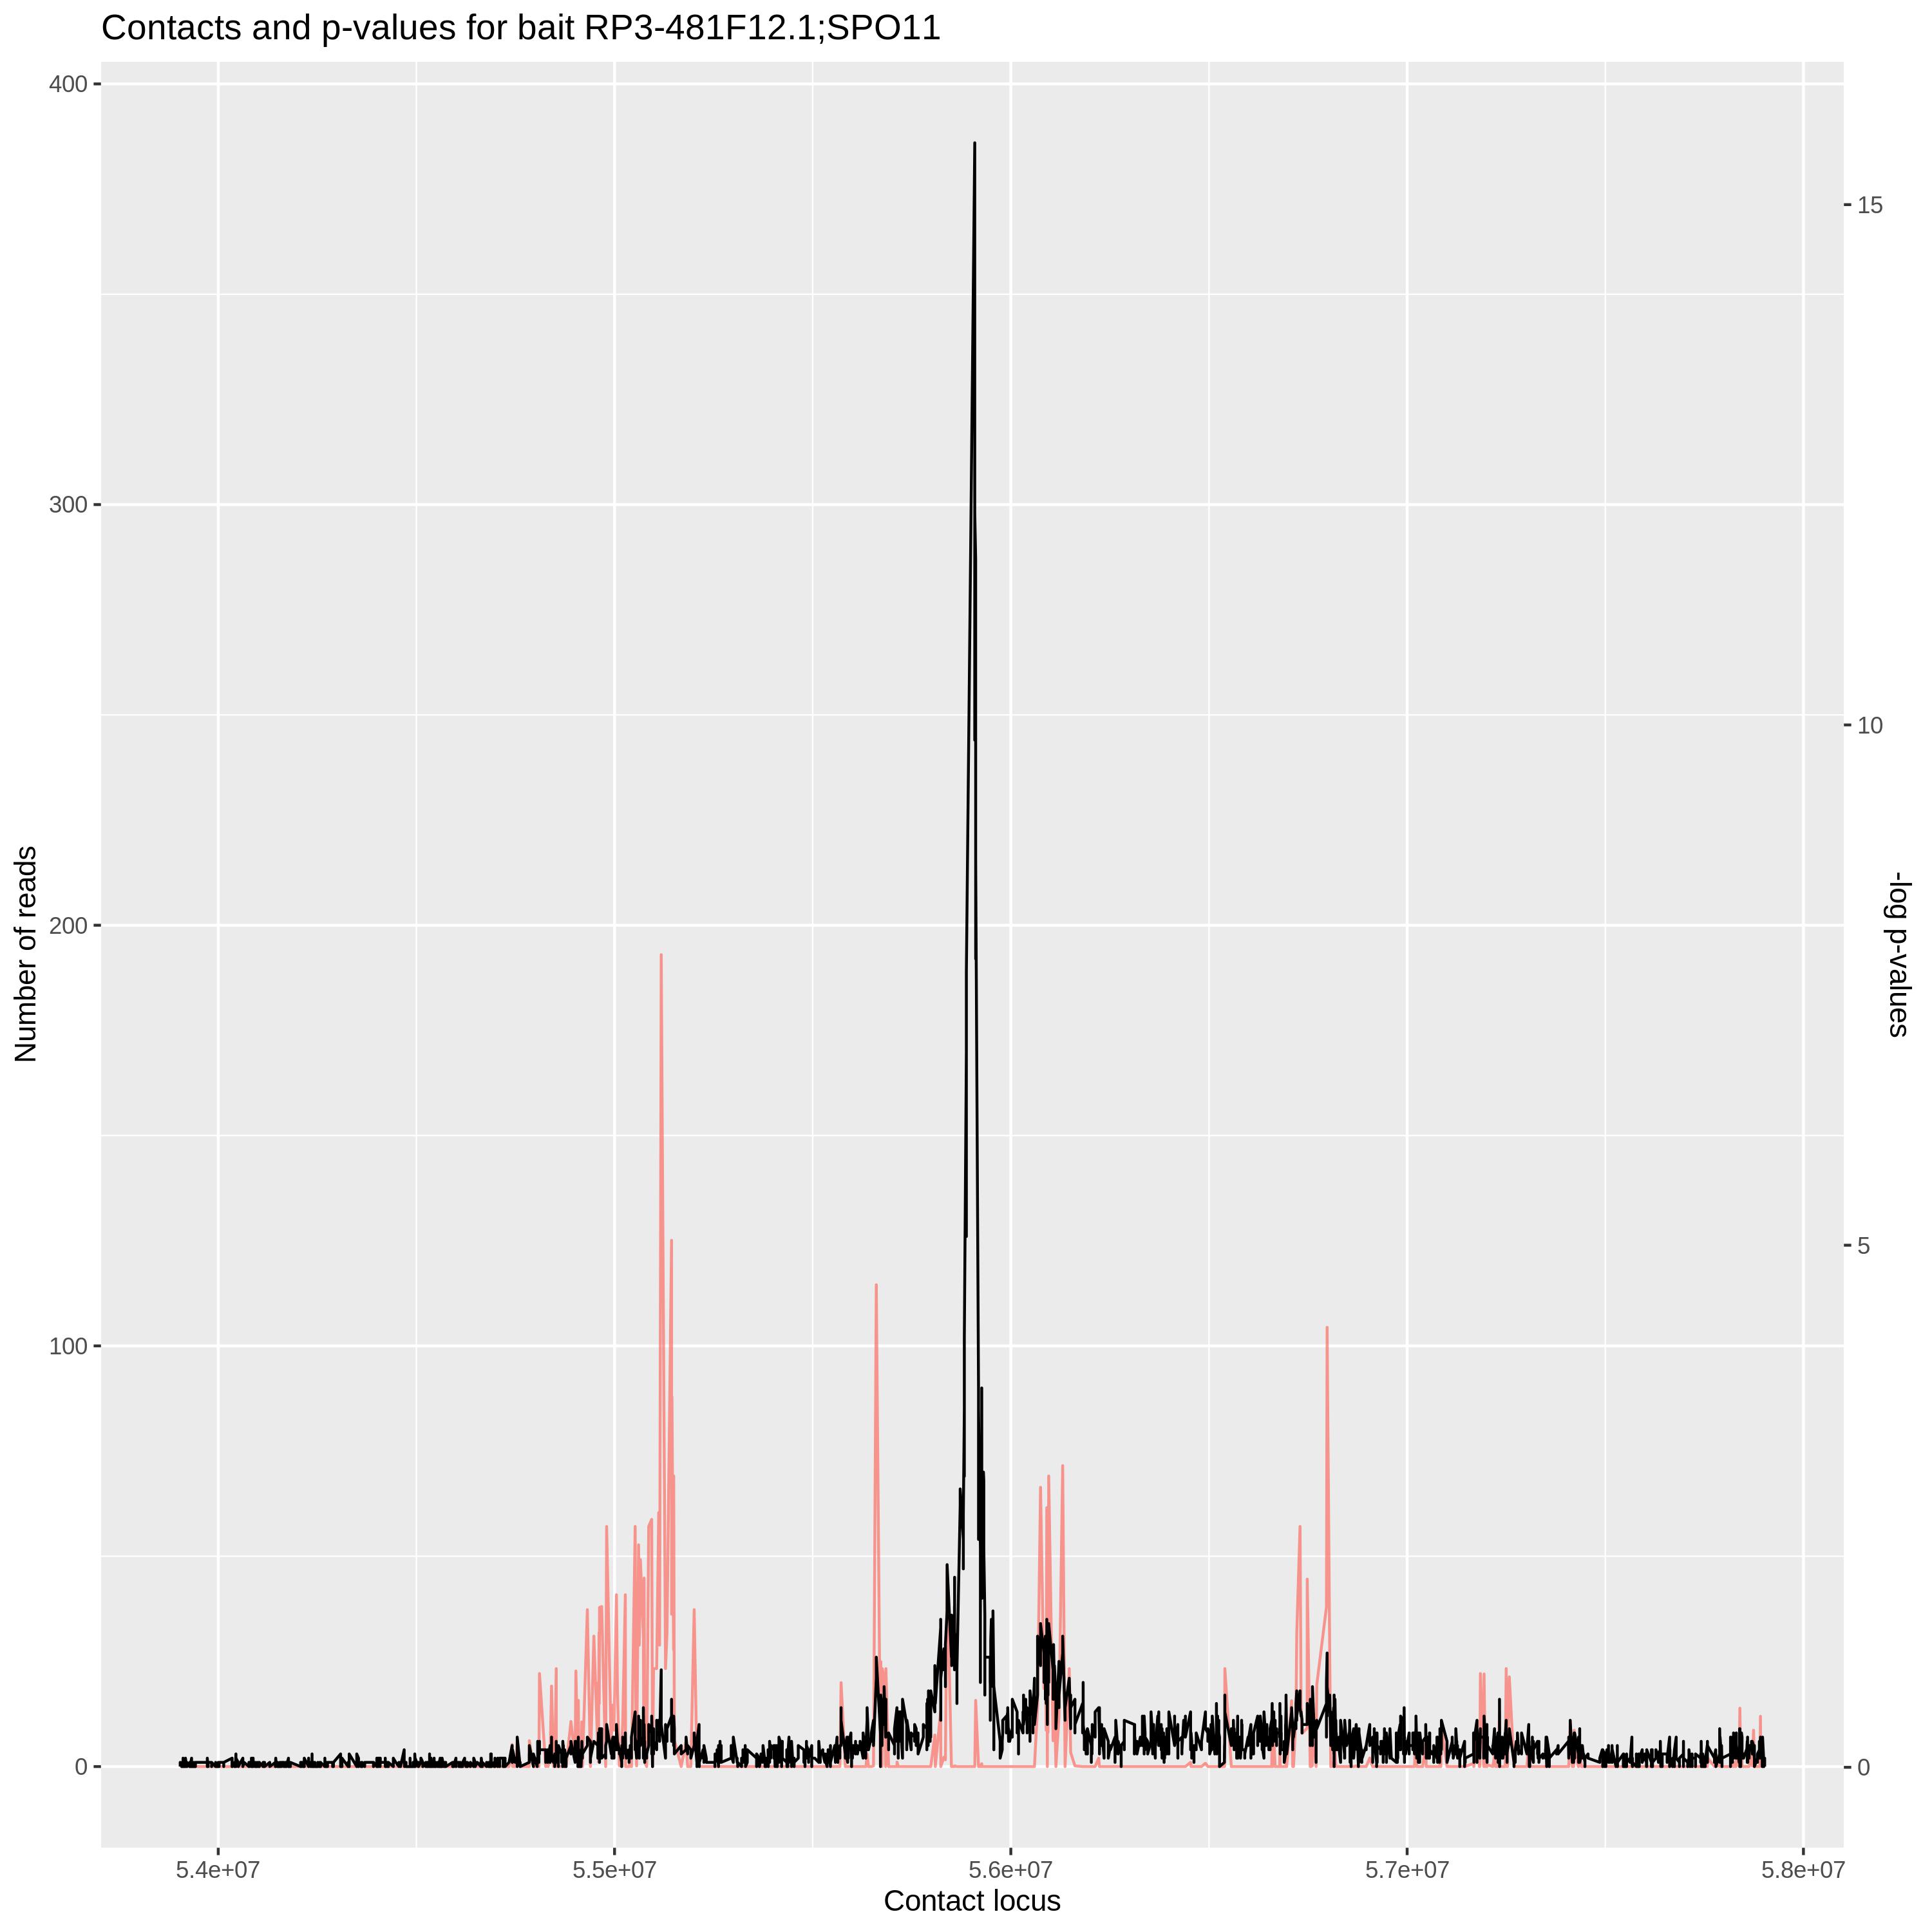 Contacts and p-values for bait RP3-481F12.1;SPO11
400
300
200
100
0
Number of reads
15
10
5
0
-log p-values
5.4e+07 5.5e+07 5.6e+07 5.7e+07 5.8e+07
Contact locus